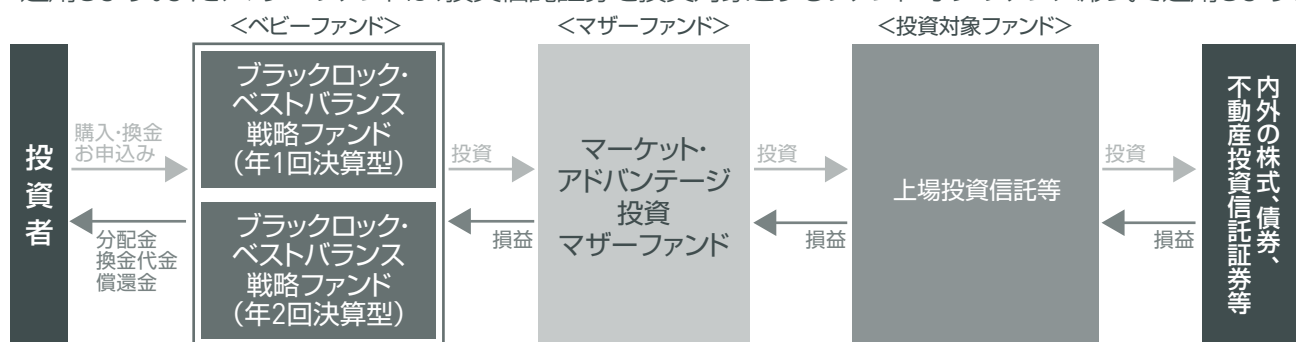 <ベビーファンド>
<マザーファンド>
<投資対象ファンド>
投資者
購入・換金
お申込み
分配金
換金代金
償還金
ブラックロック・
ベストバランス
戦略ファンド
(年1回決算型)
ブラックロック・
ベストバランス
戦略ファンド
(年2回決算型)
投資
損益
マーケット・
アドバンテージ
投資
マザーファンド
投資
損益
上場投資信託等
投資
損益
内外の株式、債券、
不動産投資信託証券等